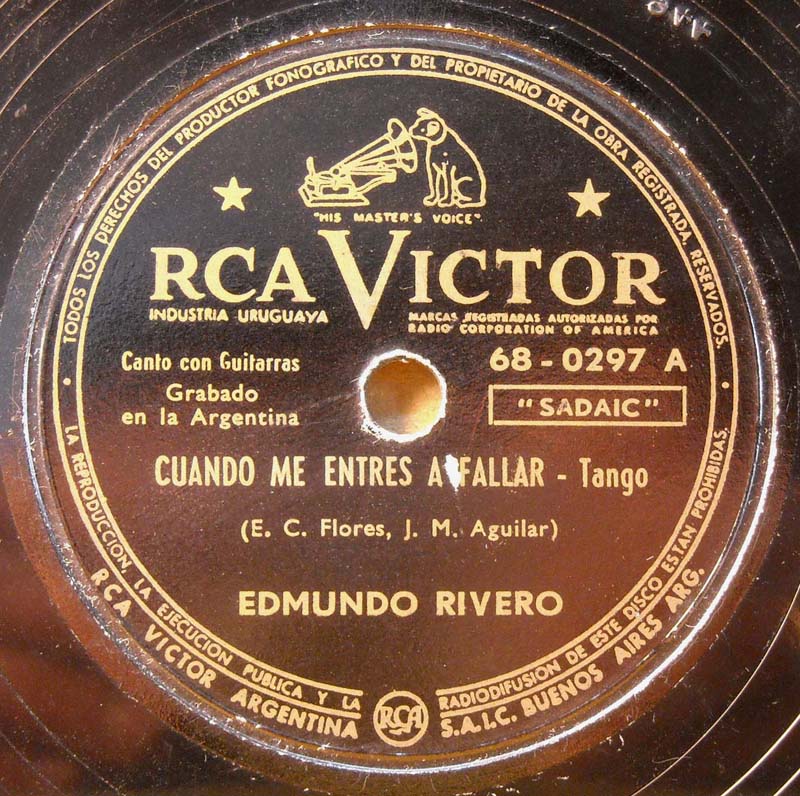 TODOS LOS DERECHOS DEL PRODUCTOR FONOGRAFICO Y DEL PROPIETARIO DE LA OBRA REGISTRADA, RESERVADOS.
"HIS MASTER'S VOICE".
RCA VICTOR
INDUSTRIA URUGUAYA
MARCAS REGISTRADAS AUTORIZADAS POR
RADIO CORPORATION OF AMERICA
Canto con Guitarras
68-0297 A
Grabado
en la Argentina
"SADAIC"
CUANDO ME ENTRES A FALLAR - Tango
(E. C. Flores, J. M. Aguilar)
EDMUNDO RIVERO
LA REPRODUCCION, LA EJECUCION PUBLICA Y LA RADIODIFUSION DE ESTE DISCO ESTAN PROHIBIDAS.
RCA VICTOR ARGENTINA RCA S.A.I.C. BUENOS AIRES ARG.